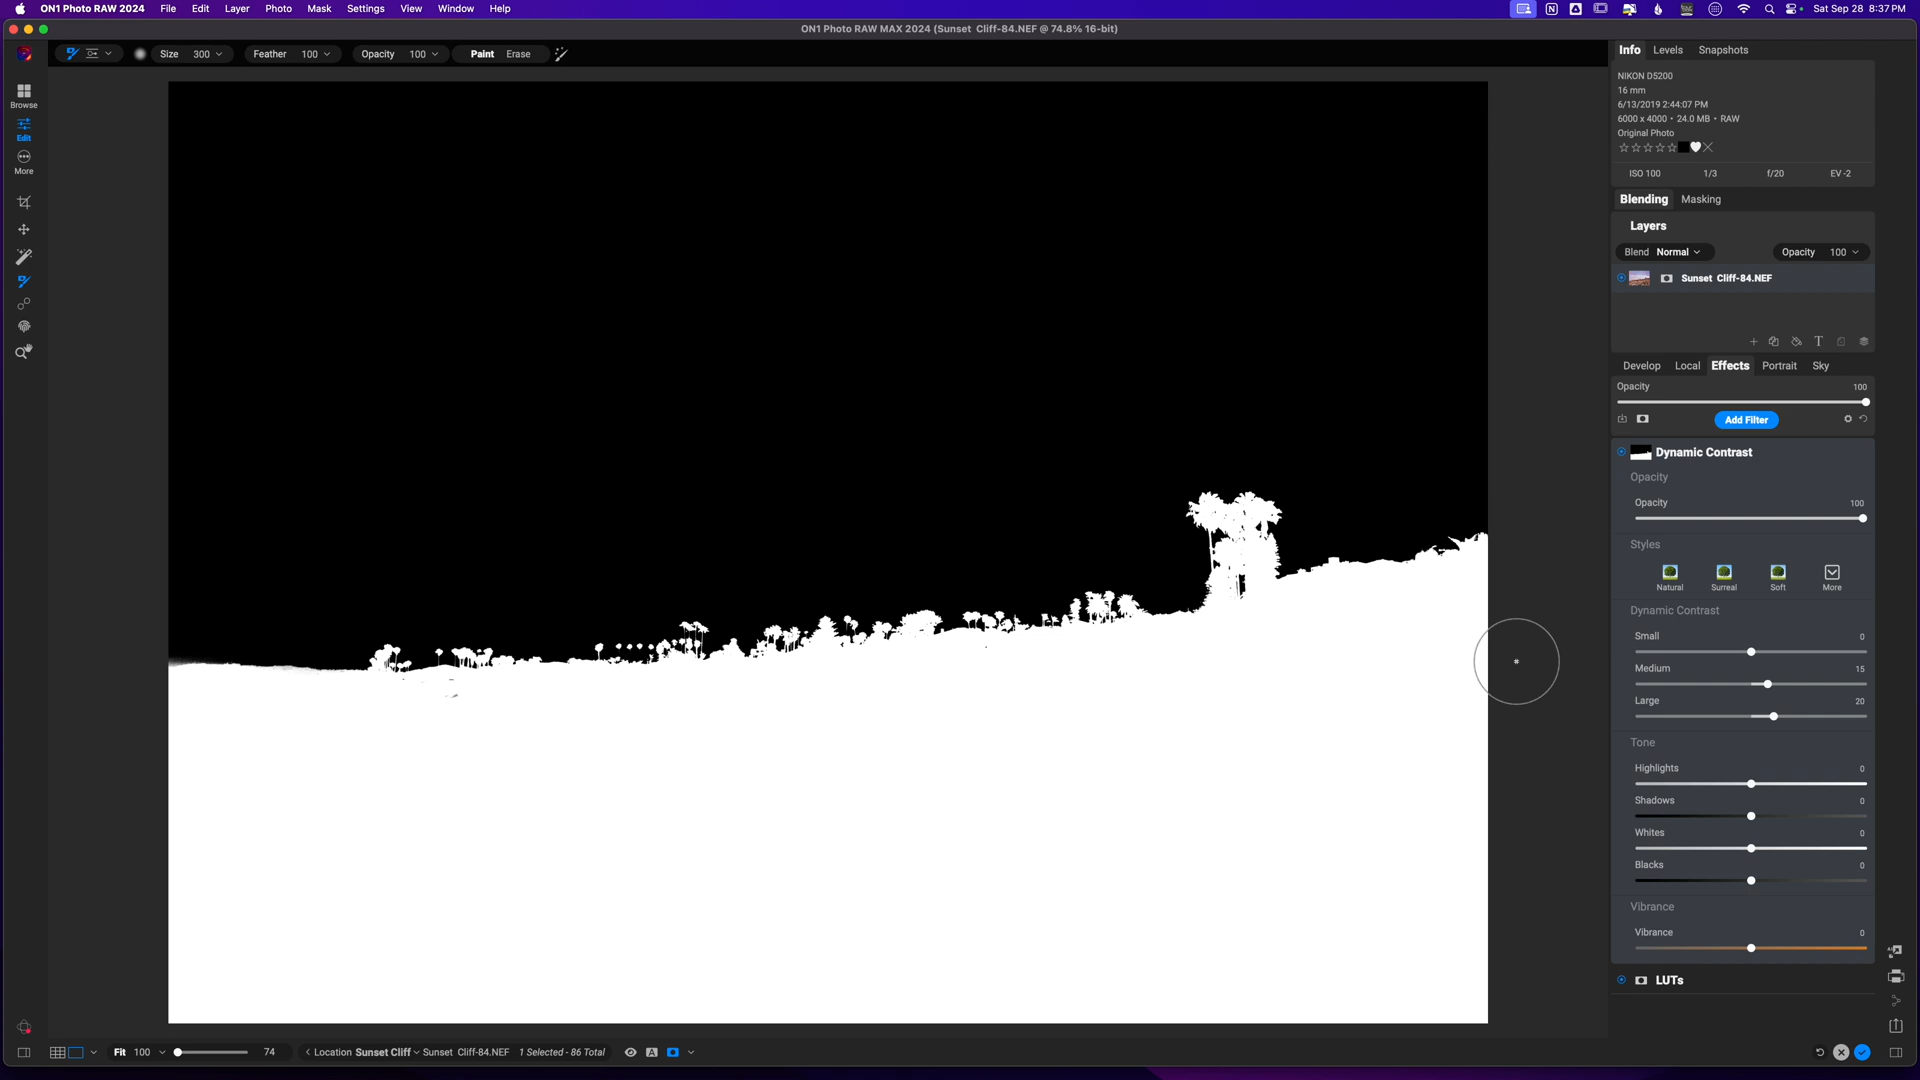 ON1 Photo RAW 2024 File Edit Layer Photo Mask Settings View Window Help Sat Sep 28 8:37 PM
ON1 Photo RAW MAX 2024 (Sunset Cliff-84.NEF @ 74.8% 16-bit)
Size 300 Feather 100 Opacity 100 Paint Erase
Browse
Edit
More
Info Levels Snapshots
NIKON D5200
16 mm
6/13/2019 2:44:07 PM
6000 x 4000 • 24.0 MB • RAW
Original Photo
ISO 100 1/3 f/20 EV -2
Blending Masking
Layers
Blend Normal Opacity 100
Sunset Cliff-84.NEF
T
Develop Local Effects Portrait Sky
Opacity 100
Add Filter
Dynamic Contrast
Opacity
Opacity 100
Styles
Natural Surreal Soft More
Dynamic Contrast
Small 0
Medium 15
Large 20
Tone
Highlights 0
Shadows 0
Whites 0
Blacks 0
Vibrance
Vibrance 0
LUTs
Fit 100 74 < Location Sunset Cliff Sunset Cliff-84.NEF 1 Selected - 86 Total A